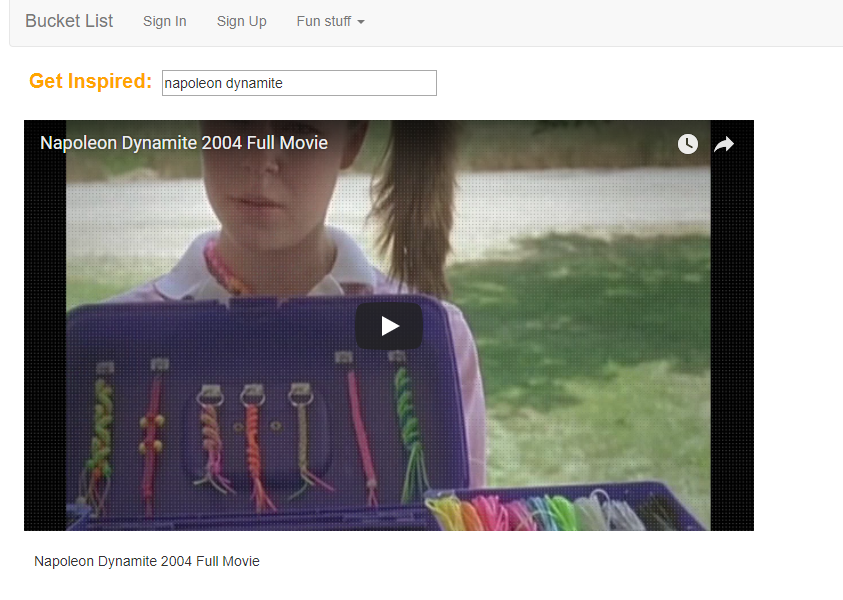 Bucket List Sign In Sign Up Fun stuff
Get Inspired: napoleon dynamite
Napoleon Dynamite 2004 Full Movie
Napoleon Dynamite 2004 Full Movie